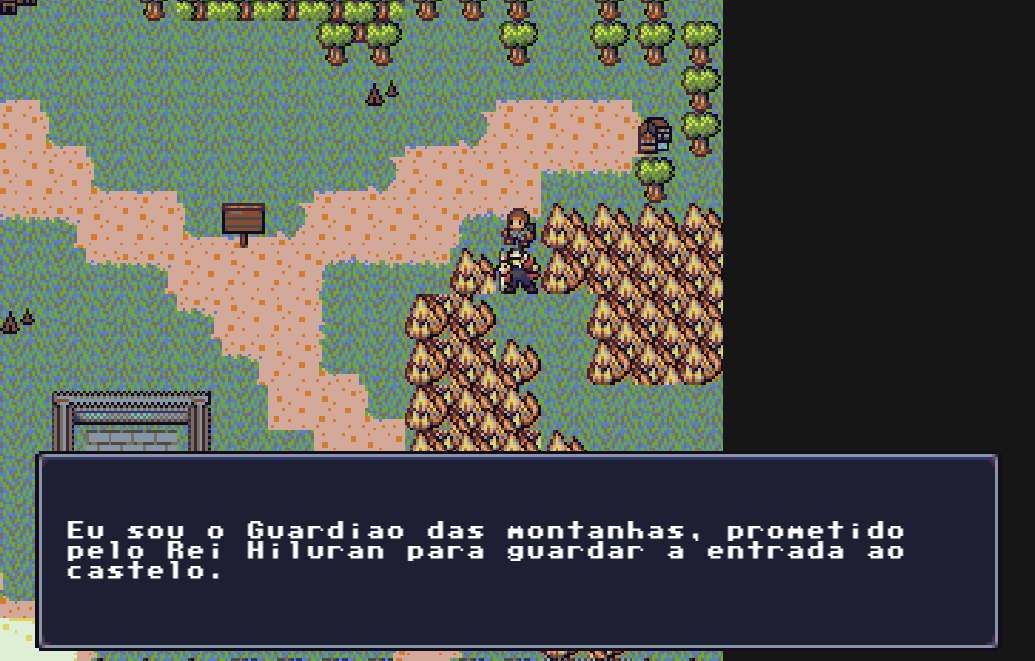 Eu sou o Guardiao das montanhas, prometido
pelo Rei Hiluran para guardar a entrada ao
castelo.